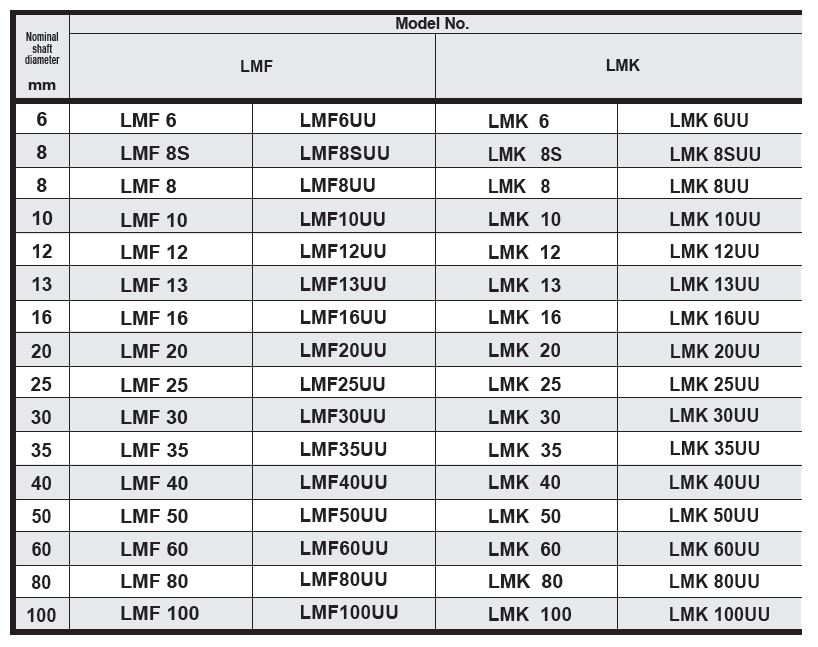 Model No.
Nominal
shaft
diameter
mm
LMF LMK
6 LMF 6 LMF6UU LMK 6 LMK 6UU
8 LMF 8S LMF8SUU LMK 8S LMK 8SUU
8 LMF 8 LMF8UU LMK 8 LMK 8UU
10 LMF 10 LMF10UU LMK 10 LMK 10UU
12 LMF 12 LMF12UU LMK 12 LMK 12UU
13 LMF 13 LMF13UU LMK 13 LMK 13UU
16 LMF 16 LMF16UU LMK 16 LMK 16UU
20 LMF 20 LMF20UU LMK 20 LMK 20UU
25 LMF 25 LMF25UU LMK 25 LMK 25UU
30 LMF 30 LMF30UU LMK 30 LMK 30UU
35 LMF 35 LMF35UU LMK 35 LMK 35UU
40 LMF 40 LMF40UU LMK 40 LMK 40UU
50 LMF 50 LMF50UU LMK 50 LMK 50UU
60 LMF 60 LMF60UU LMK 60 LMK 60UU
80 LMF 80 LMF80UU LMK 80 LMK 80UU
100 LMF 100 LMF100UU LMK 100 LMK 100UU